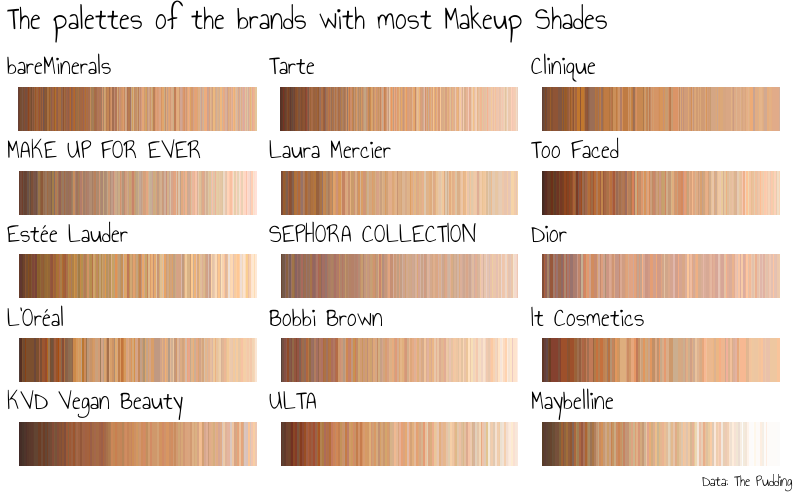 The palettes of the brands with most Makeup Shades
bareMinerals
Tarte
Clinique
MAKE UP FOR EVER
Laura Mercier
Too Faced
Estée Lauder
SEPHORA COLLECTION
Dior
L'Oréal
Bobbi Brown
It Cosmetics
KVD Vegan Beauty
ULTA
Maybelline
Data: The Pudding